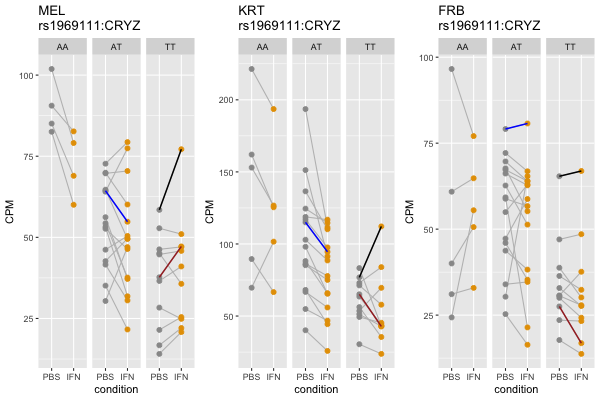 MEL
rs1969111:CRYZ
AA AT TT
100
75
50
25
CPM
PBS IFN PBS IFN PBS IFN
condition
KRT
rs1969111:CRYZ
AA AT TT
200
150
100
50
CPM
PBS IFN PBS IFN PBS IFN
condition
FRB
rs1969111:CRYZ
AA AT TT
100
75
50
25
CPM
PBS IFN PBS IFN PBS IFN
condition